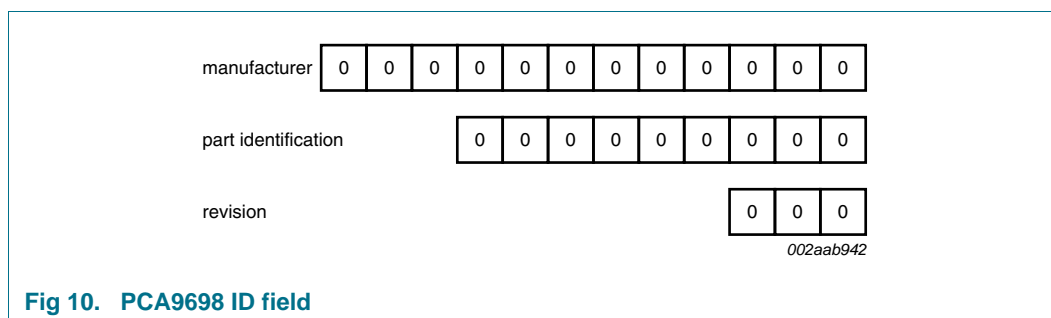 manufacturer 0 0 0 0 0 0 0 0 0 0 0 0
part identification 0 0 0 0 0 0 0 0 0
revision 0 0 0
002aab942
Fig 10. PCA9698 ID field